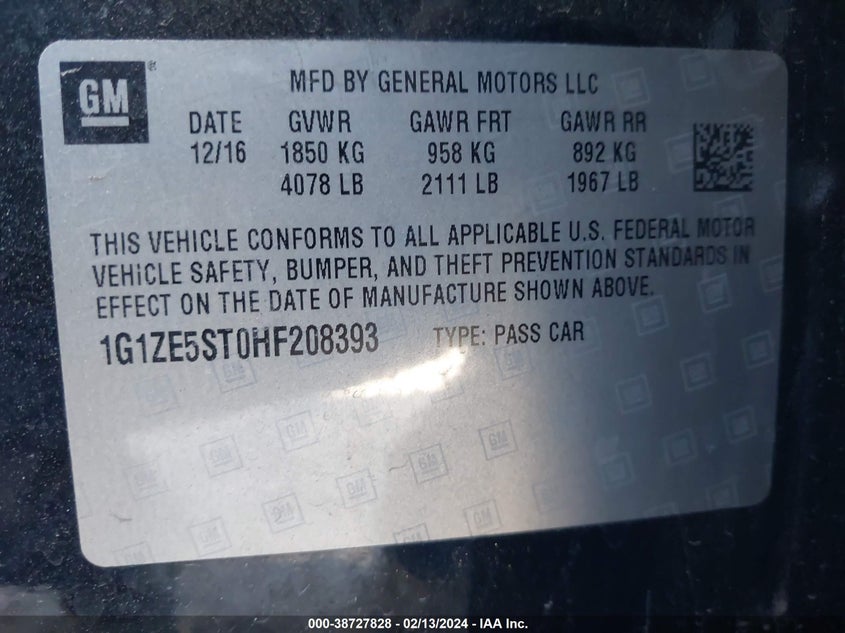 GM
MFD BY GENERAL MOTORS LLC
DATE GVWR GAWR FRT GAWR RR
12/16 1850 KG 958 KG 892 KG
4078 LB 2111 LB 1967 LB
THIS VEHICLE CONFORMS TO ALL APPLICABLE U.S. FEDERAL MOTOR
VEHICLE SAFETY, BUMPER, AND THEFT PREVENTION STANDARDS IN
EFFECT ON THE DATE OF MANUFACTURE SHOWN ABOVE.
1G1ZE5ST0HF208393 TYPE: PASS CAR
000-38727828 - 02/13/2024 - IAA Inc.